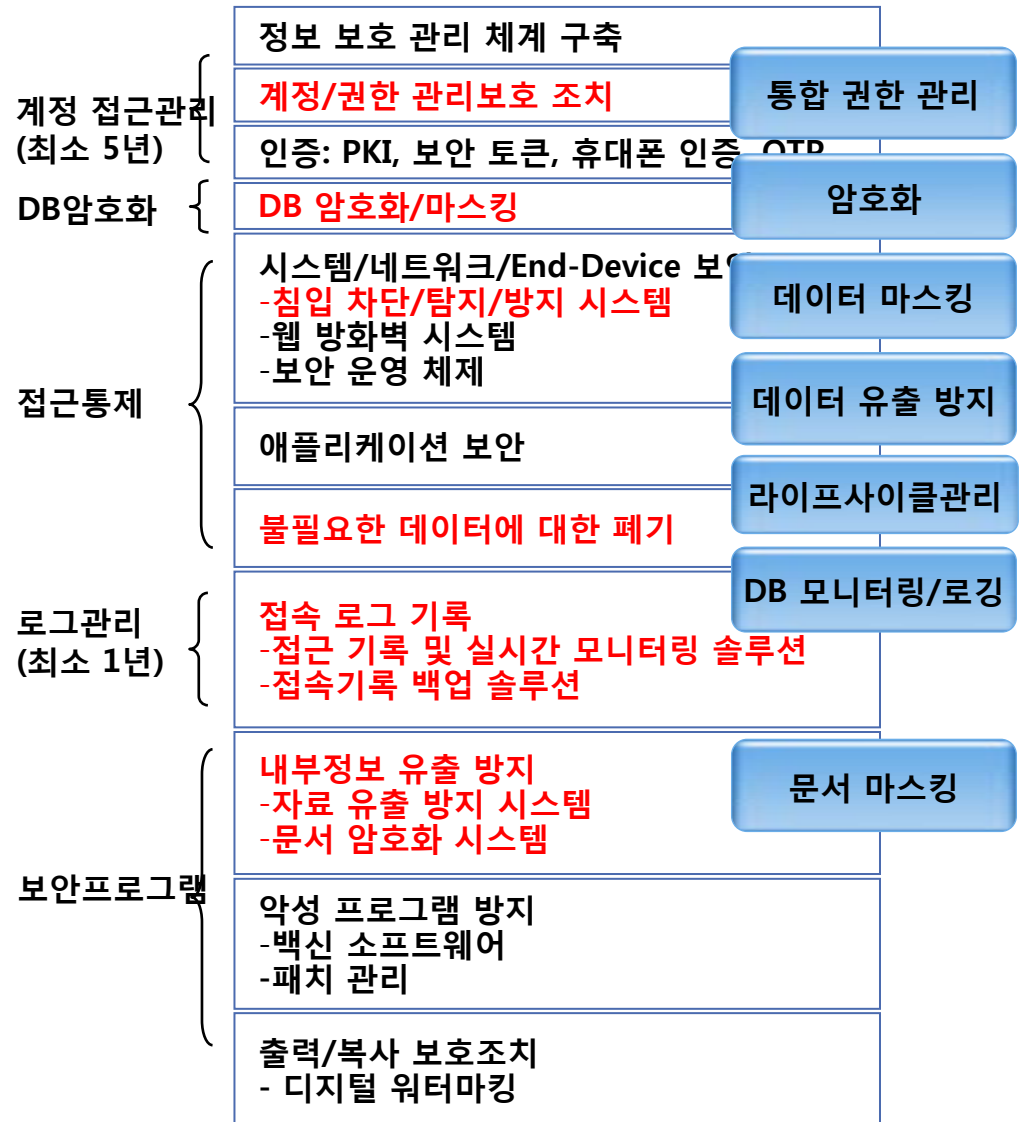 정보 보호 관리 체계 구축
계정 접근관리
(최소 5년)
계정/권한 관리보호 조치
통합 권한 관리
인증: PKI, 보안 토큰, 휴대폰 인증, OTP
DB암호화
DB 암호화/마스킹
암호화
접근통제
시스템/네트워크/End-Device 보안
-침입 차단/탐지/방지 시스템
-웹 방화벽 시스템
-보안 운영 체제
데이터 마스킹
데이터 유출 방지
애플리케이션 보안
라이프사이클관리
불필요한 데이터에 대한 폐기
DB 모니터링/로깅
로그관리
(최소 1년)
접속 로그 기록
-접근 기록 및 실시간 모니터링 솔루션
-접속기록 백업 솔루션
보안프로그램
내부정보 유출 방지
-자료 유출 방지 시스템
-문서 암호화 시스템
문서 마스킹
악성 프로그램 방지
-백신 소프트웨어
-패치 관리
출력/복사 보호조치
- 디지털 워터마킹